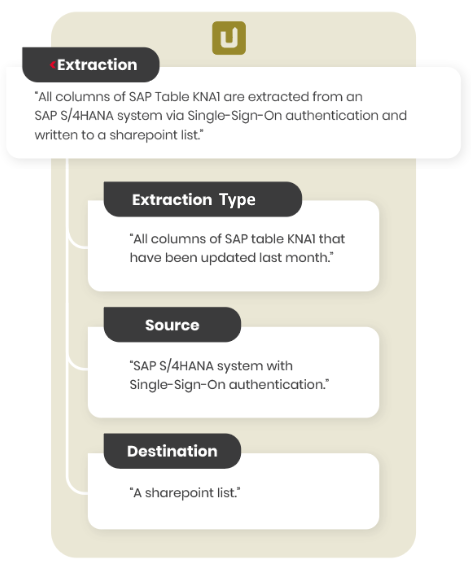 U
<Extraction
"All columns of SAP Table KNA1 are extracted from an
SAP S/4HANA system via Single-Sign-On authentication and
written to a sharepoint list."
Extraction Type
"All columns of SAP table KNA1 that
have been updated last month."
Source
"SAP S/4HANA system with
Single-Sign-On authentication."
Destination
"A sharepoint list."